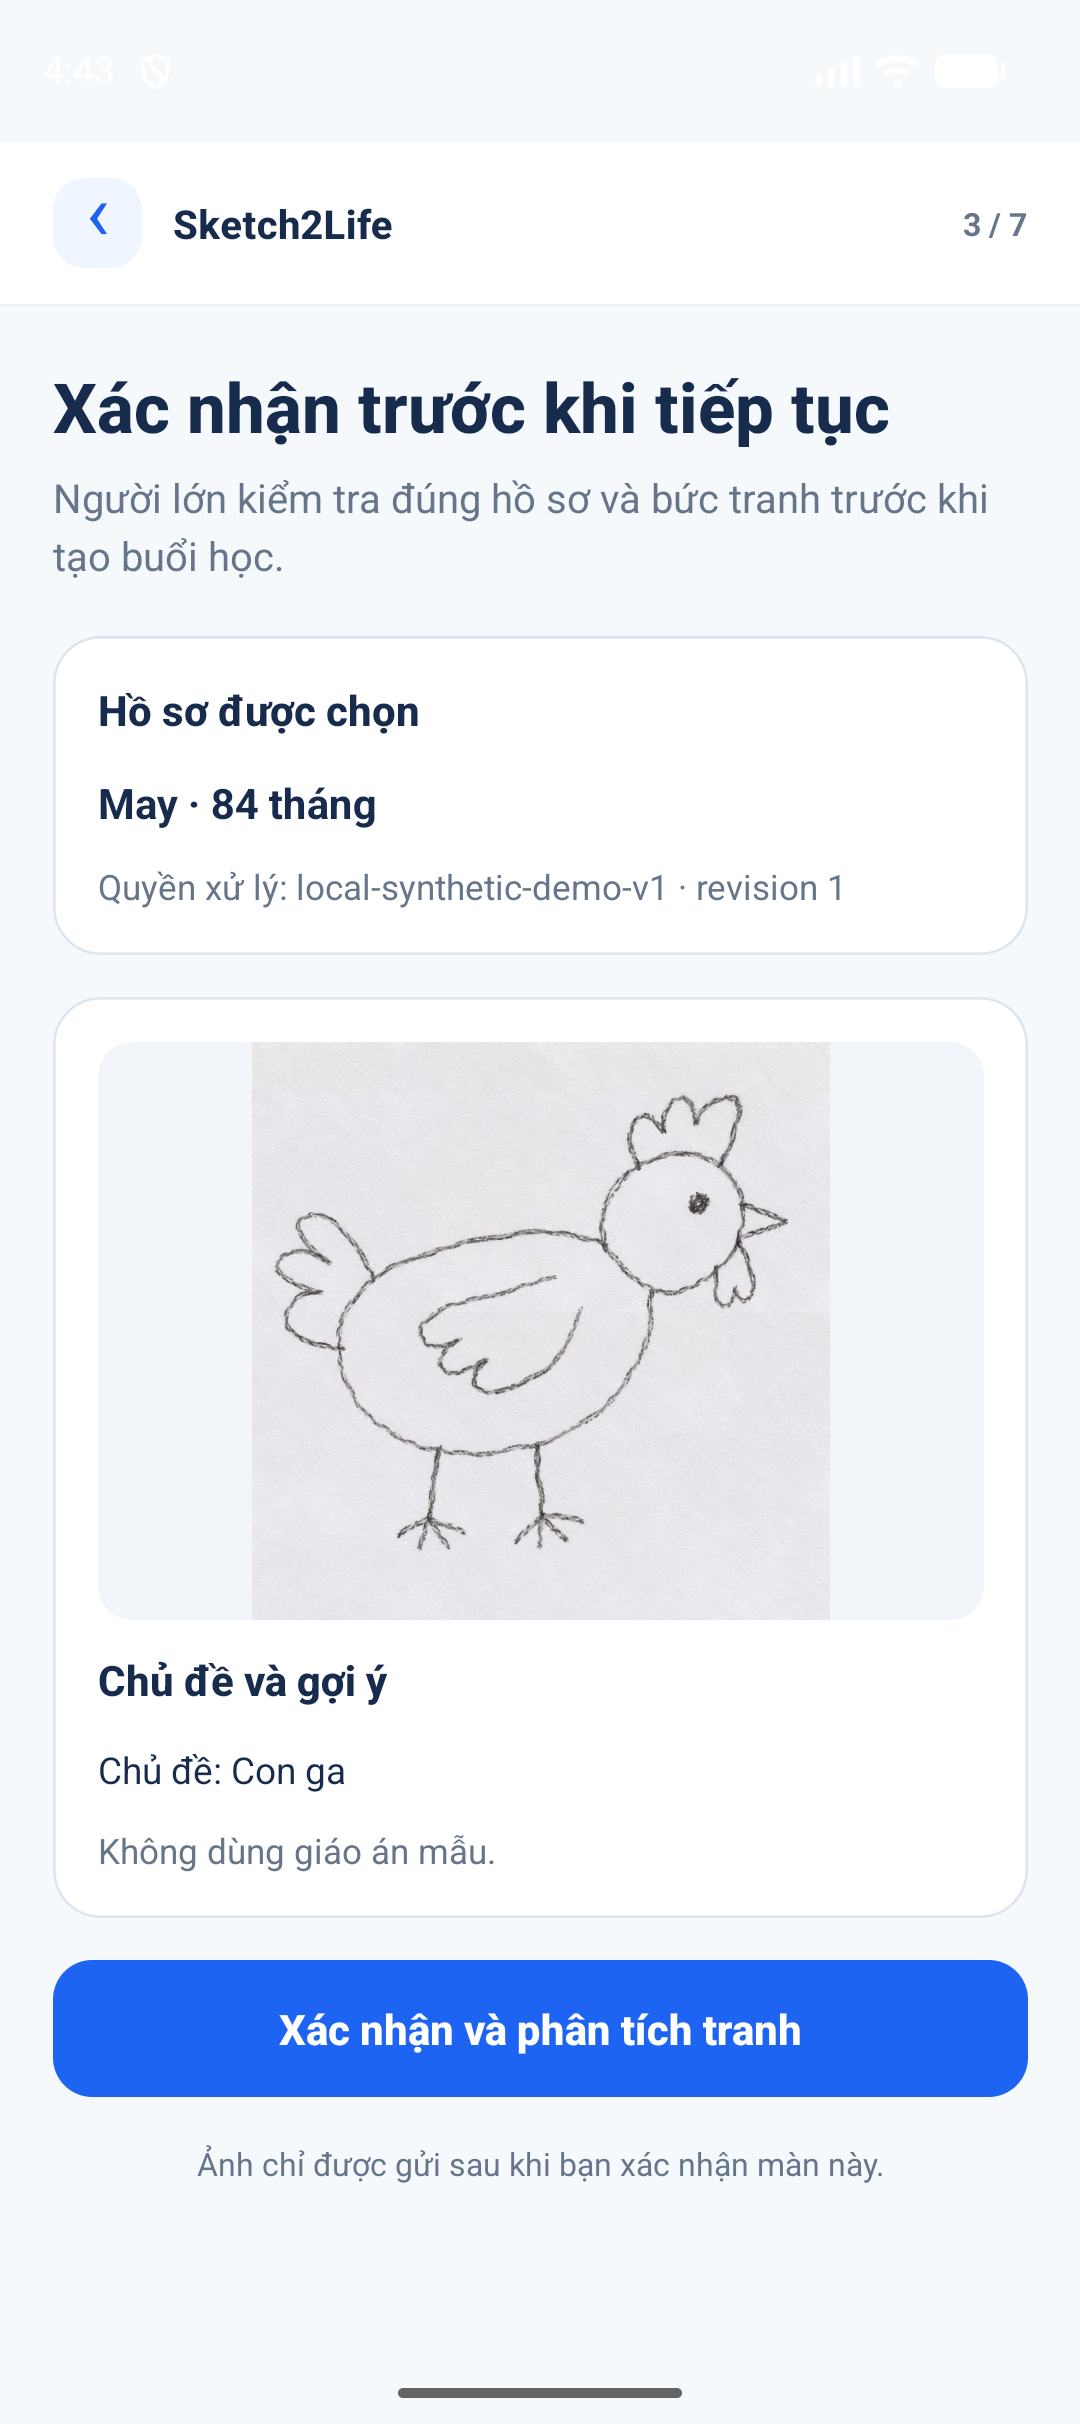 4:43
Sketch2Life
3 / 7
Xác nhận trước khi tiếp tục
Người lớn kiểm tra đúng hồ sơ và bức tranh trước khi
tạo buổi học.
Hồ sơ được chọn
May · 84 tháng
Quyền xử lý: local-synthetic-demo-v1 · revision 1
Chủ đề và gợi ý
Chủ đề: Con ga
Không dùng giáo án mẫu.
Xác nhận và phân tích tranh
Ảnh chỉ được gửi sau khi bạn xác nhận màn này.